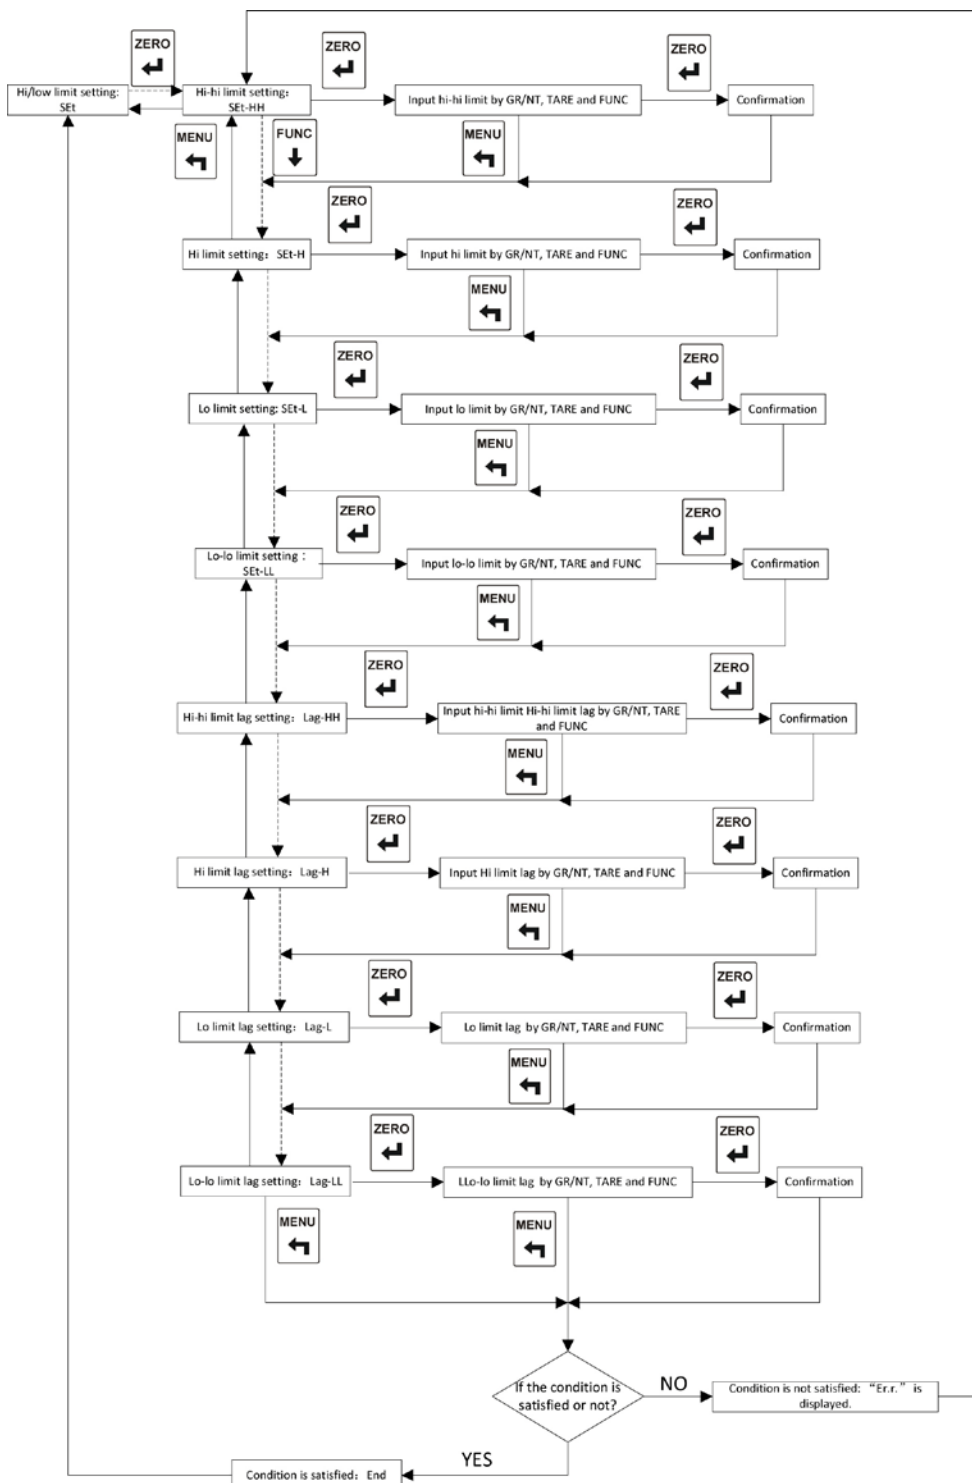 ZERO
ZERO
ZERO
Hi/low limit setting:
SEt
Hi-hi limit setting：
SEt-HH
Input hi-hi limit by GR/NT, TARE and FUNC
Confirmation
MENU
FUNC
MENU
ZERO
ZERO
Hi limit setting：SEt-H
Input hi limit by GR/NT, TARE and FUNC
Confirmation
MENU
ZERO
ZERO
Lo limit setting: SEt-L
Input lo limit by GR/NT, TARE and FUNC
Confirmation
MENU
ZERO
ZERO
Lo-lo limit setting：
SEt-LL
Input lo-lo limit by GR/NT, TARE and FUNC
Confirmation
MENU
ZERO
ZERO
Hi-hi limit lag setting：Lag-HH
Input hi-hi limit Hi-hi limit lag by GR/NT, TARE
and FUNC
Confirmation
MENU
ZERO
ZERO
Hi limit lag setting：Lag-H
Input Hi limit lag by GR/NT, TARE and FUNC
Confirmation
MENU
ZERO
ZERO
Lo limit lag setting：Lag-L
Lo limit lag by GR/NT, TARE and FUNC
Confirmation
MENU
ZERO
ZERO
Lo-lo limit lag setting：Lag-LL
LLo-lo limit lag by GR/NT, TARE and FUNC
Confirmation
MENU
MENU
If the condition is
satisfied or not?
NO
Condition is not satisfied: “Er.r.” is
displayed.
YES
Condition is satisfied：End